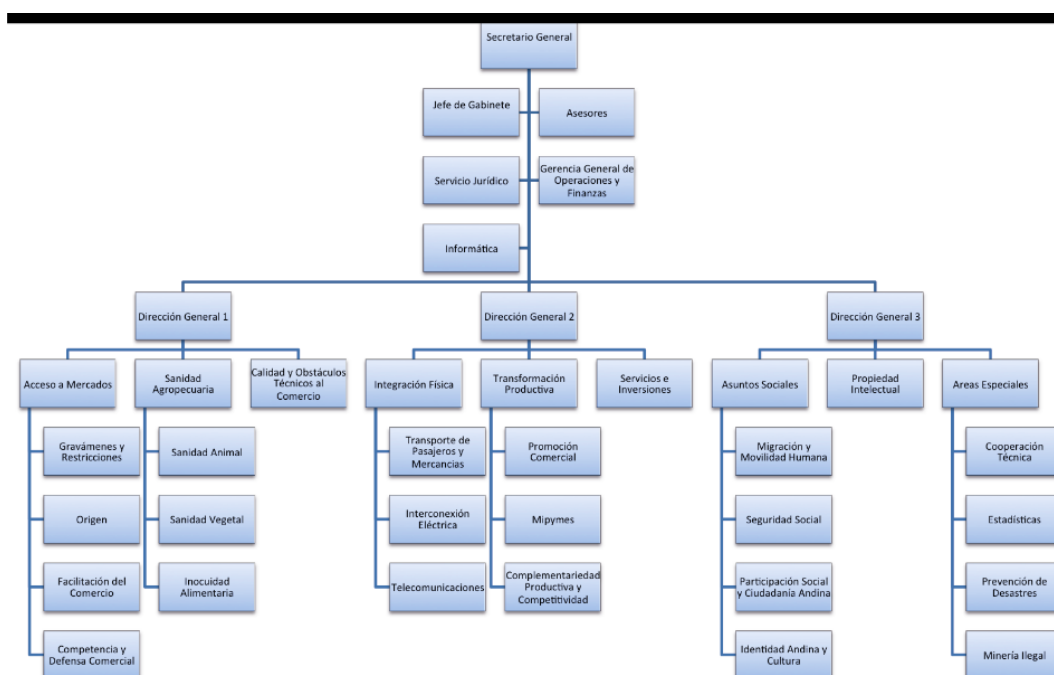 Secretario General
Jefe de Gabinete
Asesores
Servicio Jurídico
Gerencia General de
Operaciones y
Finanzas
Informática
Dirección General 1
Dirección General 2
Dirección General 3
Acceso a Mercados
Sanidad
Agropecuaria
Calidad y Obstáculos
Técnicos al
Comercio
Integración Física
Transformación
Productiva
Servicios e
Inversiones
Asuntos Sociales
Propiedad
Intelectual
Areas Especiales
Gravámenes y
Restricciones
Sanidad Animal
Transporte de
Pasajeros y
Mercancias
Promoción
Comercial
Migración y
Movilidad Humana
Cooperación
Técnica
Origen
Sanidad Vegetal
Interconexión
Eléctrica
Mipymes
Seguridad Social
Estadísticas
Facilitación del
Comercio
Inocuidad
Alimentaria
Telecomunicaciones
Complementariedad
Productiva y
Competitividad
Participación Social
y Ciudadanía Andina
Prevención de
Desastres
Competencia y
Defensa Comercial
Identidad Andina y
Cultura
Minería Ilegal